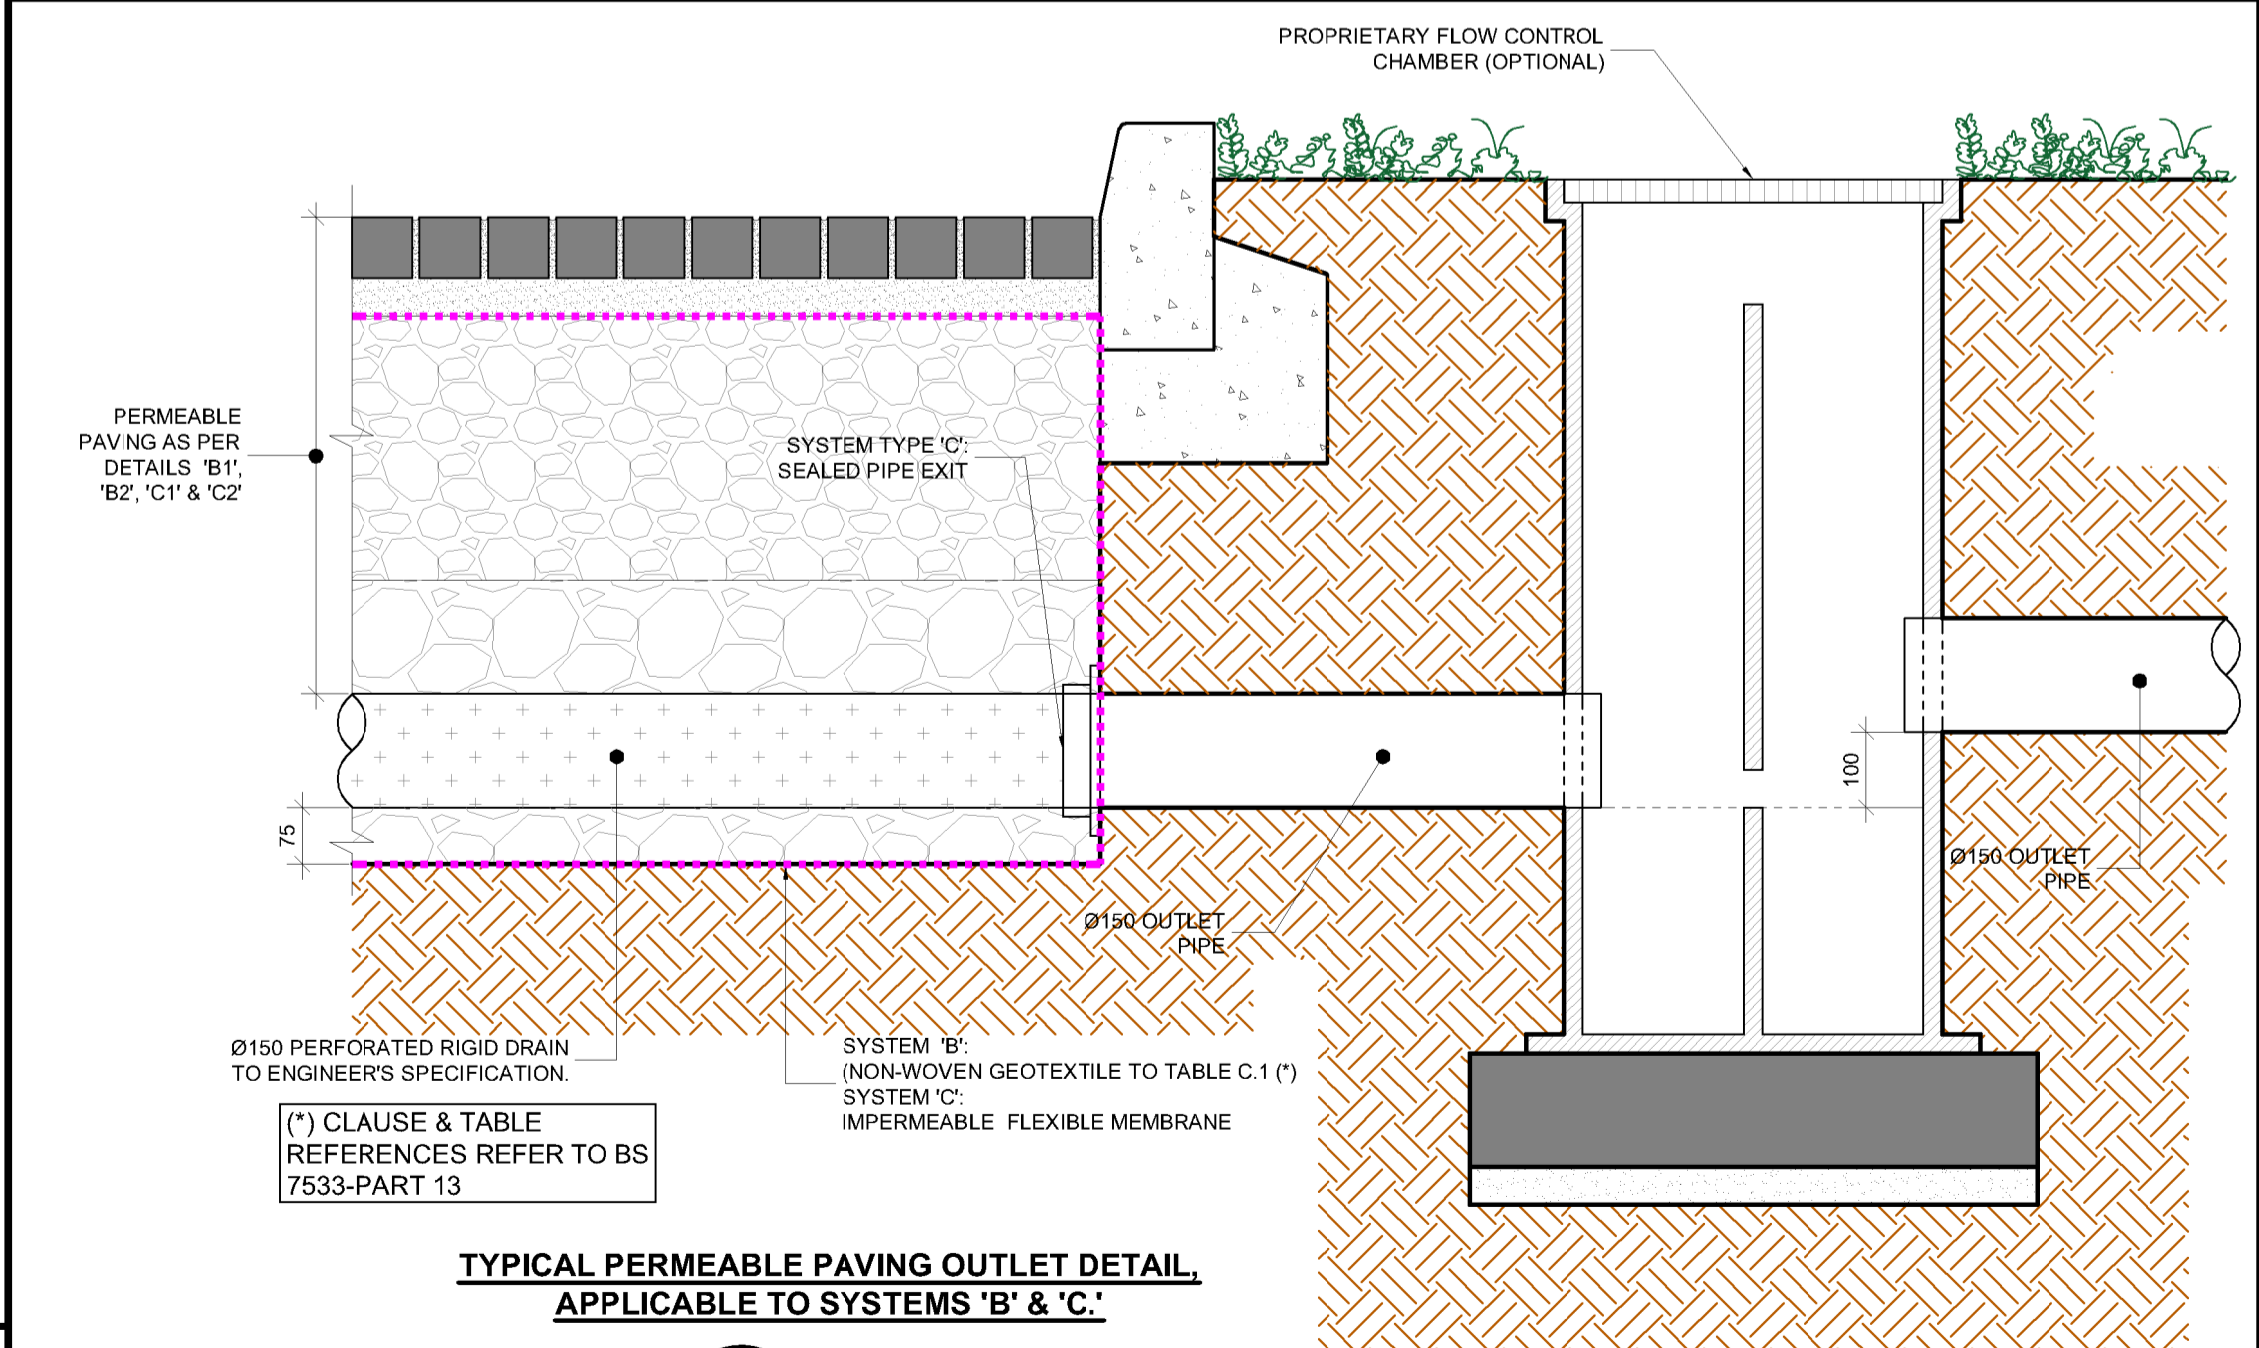 PROPRIETARY FLOW CONTROL
CHAMBER (OPTIONAL)
PERMEABLE
PAVING AS PER
DETAILS 'B1',
'B2', 'C1' & 'C2'
SYSTEM TYPE 'C':
SEALED PIPE EXIT
100
75
Ø150 OUTLET
PIPE
Ø150 OUTLET
PIPE
Ø150 PERFORATED RIGID DRAIN
TO ENGINEER'S SPECIFICATION.
SYSTEM 'B':
(NON-WOVEN GEOTEXTILE TO TABLE C.1 (*)
SYSTEM 'C':
IMPERMEABLE FLEXIBLE MEMBRANE
(*) CLAUSE & TABLE
REFERENCES REFER TO BS
7533-PART 13
TYPICAL PERMEABLE PAVING OUTLET DETAIL,
APPLICABLE TO SYSTEMS 'B' & 'C.'